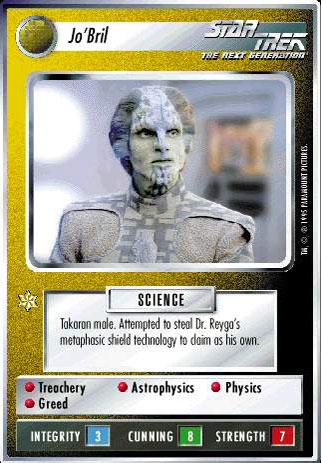 Jo'Bril
STAR TREK
THE NEXT GENERATION
TM, © ® 1995 PARAMOUNT PICTURES.
SCIENCE
Takaran male. Attempted to steal Dr. Reyga's
metaphasic shield technology to claim as his own.
Treachery Astrophysics Physics
Greed
INTEGRITY 3 CUNNING 8 STRENGTH 7